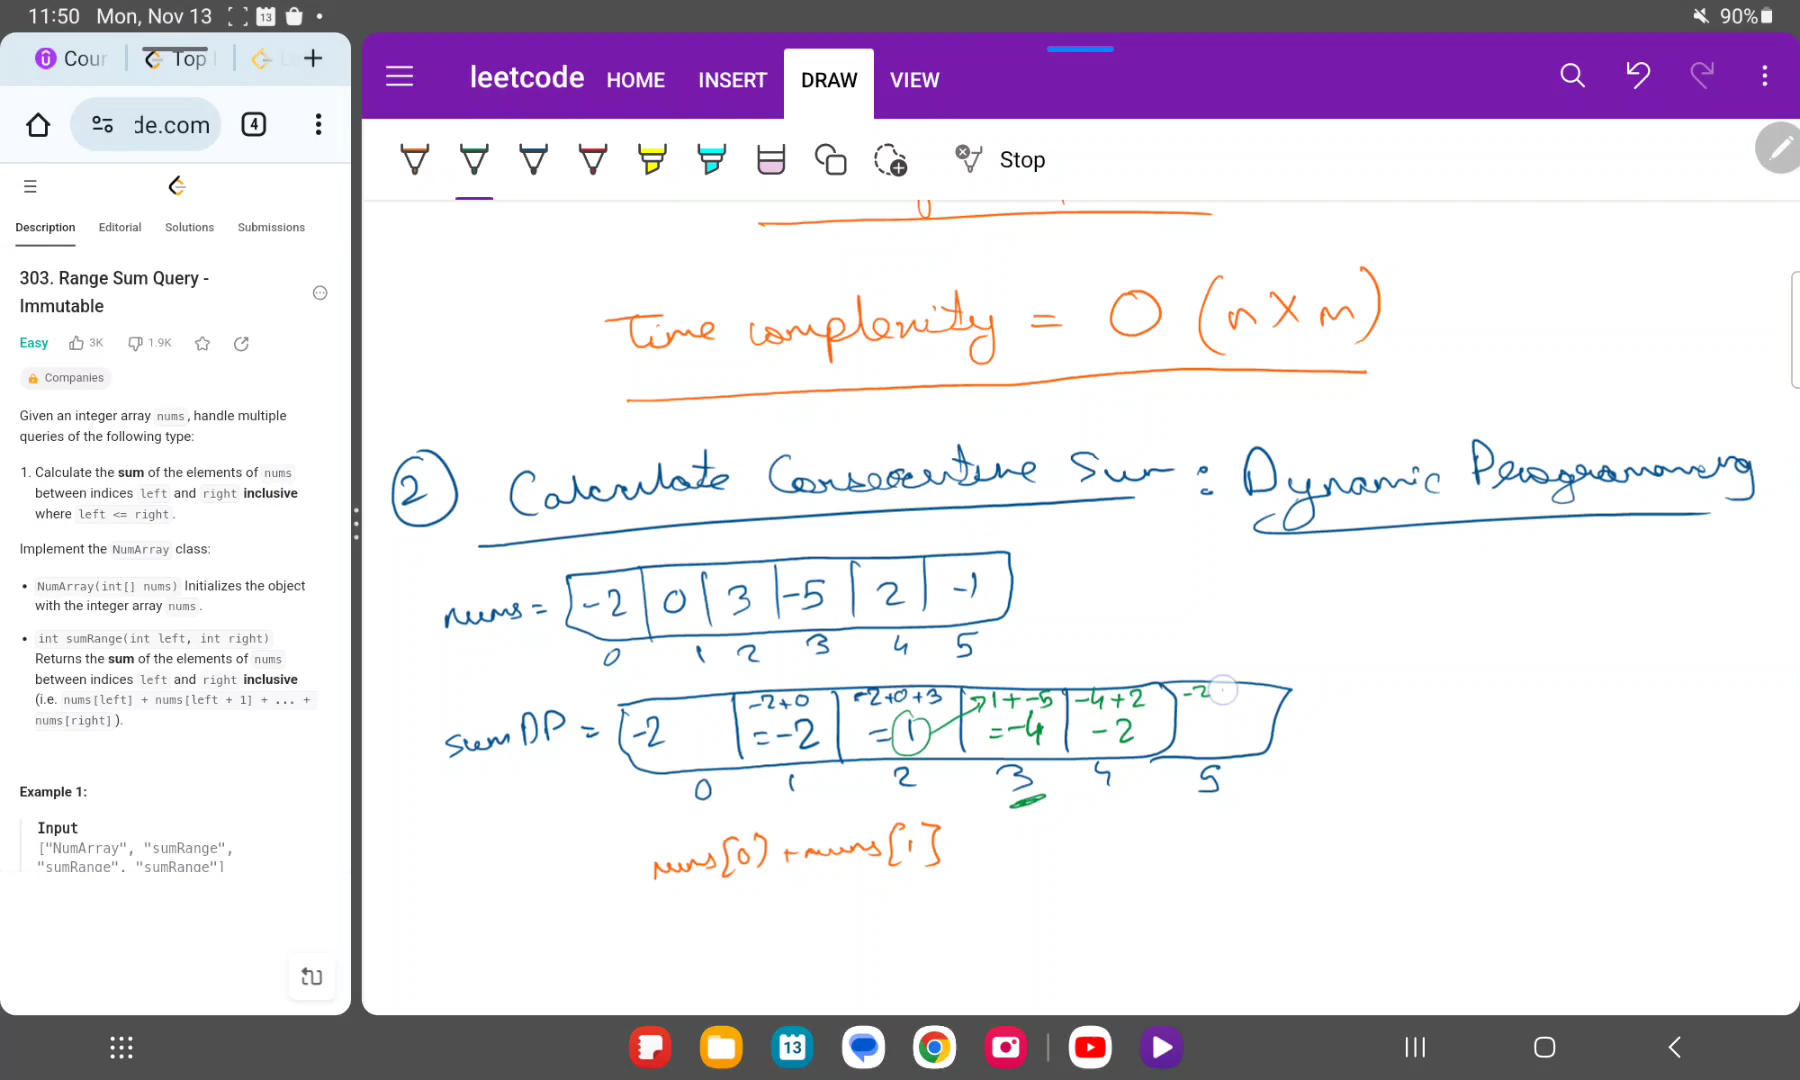 11:50 Mon, Nov 13
13
90%
Cour
Top
de.com
4
Description Editorial Solutions Submissions
303. Range Sum Query -
Immutable
Easy 3K 1.9K
Companies
Given an integer array nums, handle multiple
queries of the following type:
1. Calculate the sum of the elements of nums
between indices left and right inclusive
where left <= right.
Implement the NumArray class:
• NumArray(int[] nums) Initializes the object
with the integer array nums.
• int sumRange(int left, int right)
Returns the sum of the elements of nums
between indices left and right inclusive
(i.e. nums[left] + nums[left + 1] + ... +
nums[right] ).
Example 1:
Input
["NumArray", "sumRange",
"sumRange", "sumRange"]
leetcode HOME INSERT DRAW VIEW
Stop
Time complexity = O (n X m)
2 Calculate Consecutive Sum : Dynamic Programming
nums = -2 0 3 -5 2 -1
0 1 2 3 4 5
-2+0 -2+0+3 1+-5 -4+2 -2
sumDP = -2 =-2 =1 =-4 -2
0 1 2 3 4 5
nums[0] + nums[1]
13